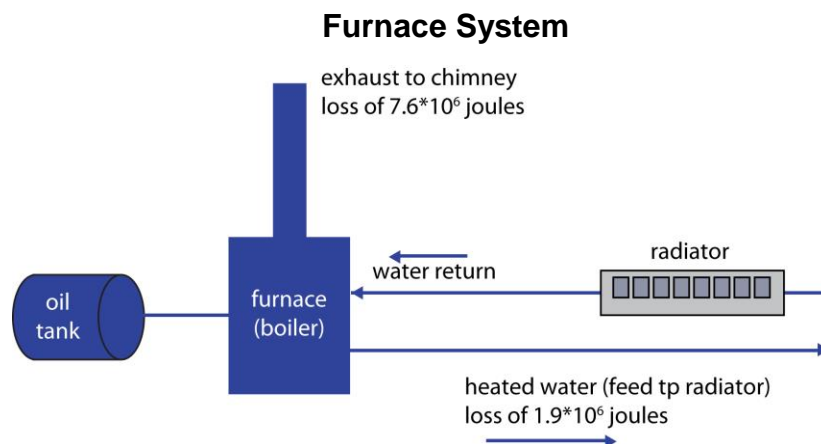 Furnace System
exhaust to chimney
loss of 7.6*10⁶ joules
radiator
water return
oil
tank
furnace
(boiler)
heated water (feed tp radiator)
loss of 1.9*10⁶ joules